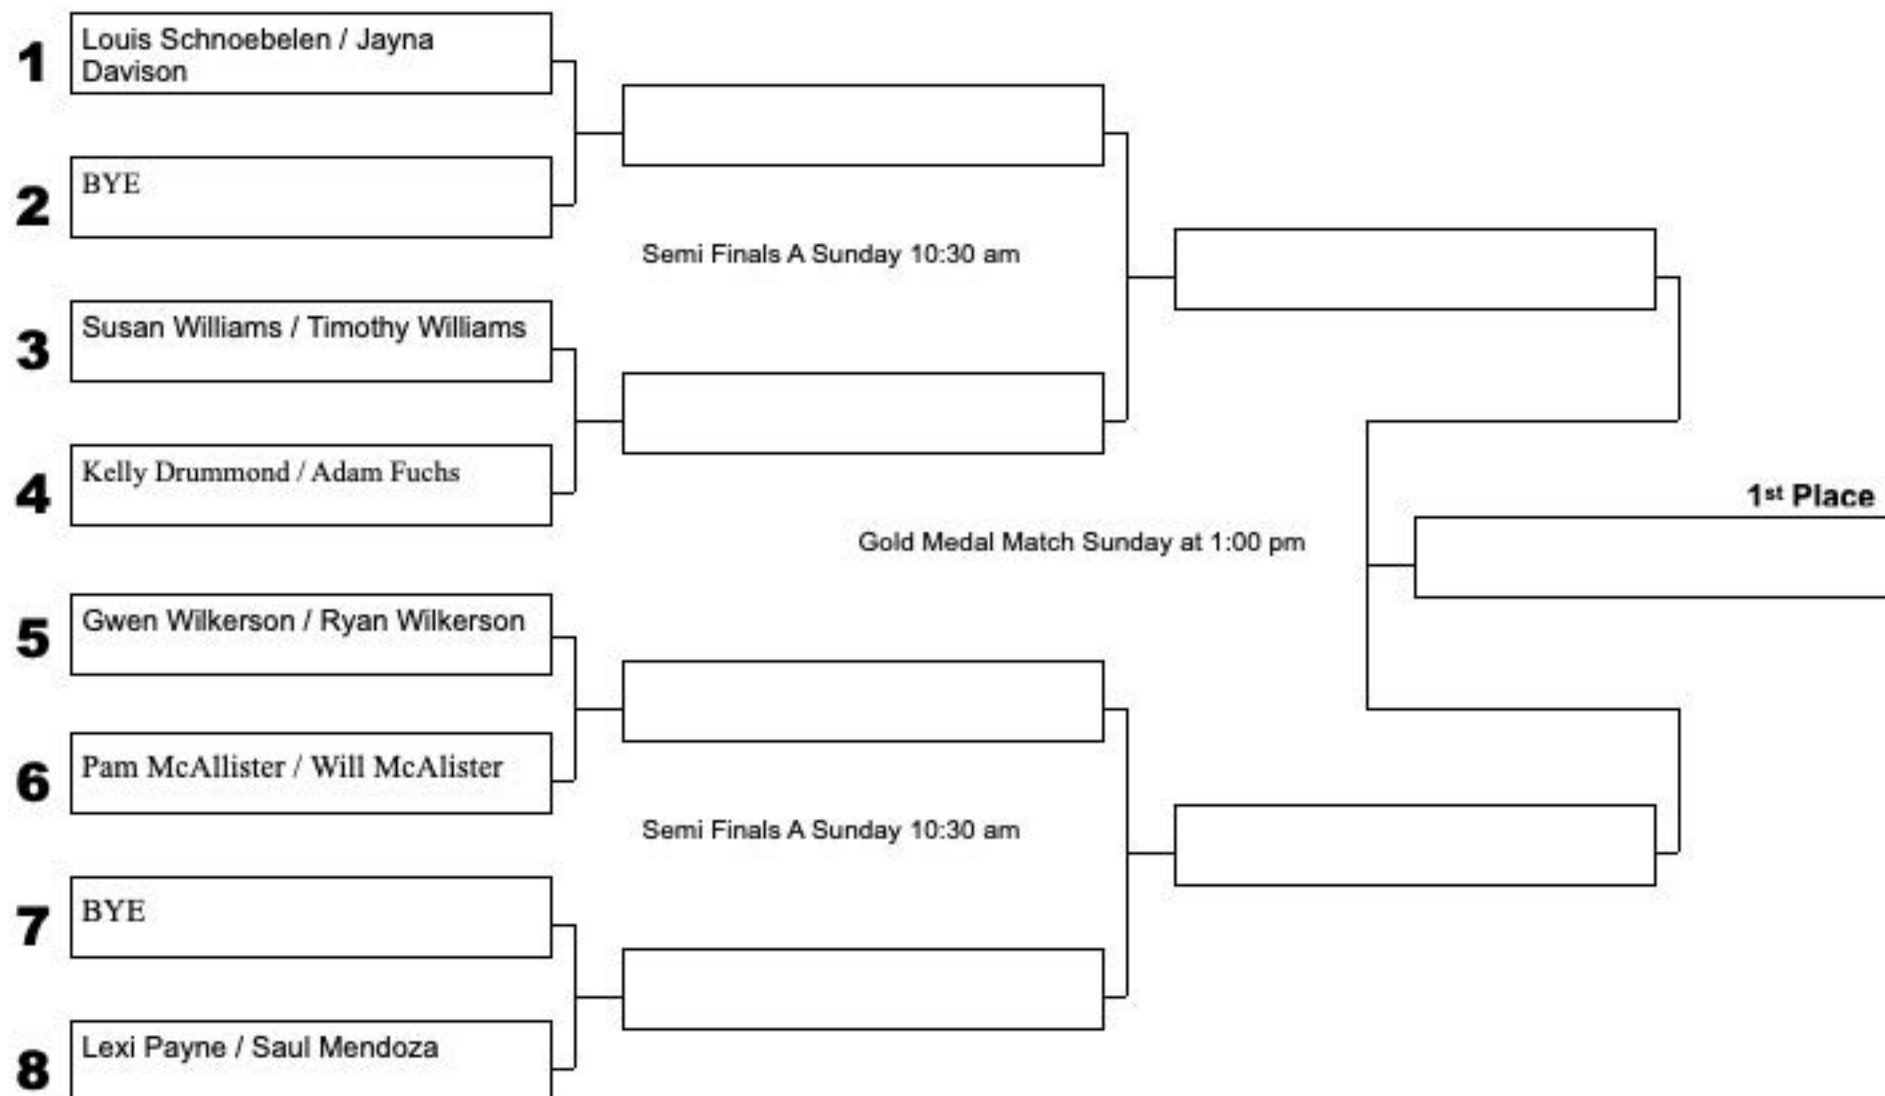 1
Louis Schnoebelen / Jayna
Davison
2
BYE
Semi Finals A Sunday 10:30 am
3
Susan Williams / Timothy Williams
4
Kelly Drummond / Adam Fuchs
1st Place
Gold Medal Match Sunday at 1:00 pm
5
Gwen Wilkerson / Ryan Wilkerson
6
Pam McAllister / Will McAlister
Semi Finals A Sunday 10:30 am
7
BYE
8
Lexi Payne / Saul Mendoza